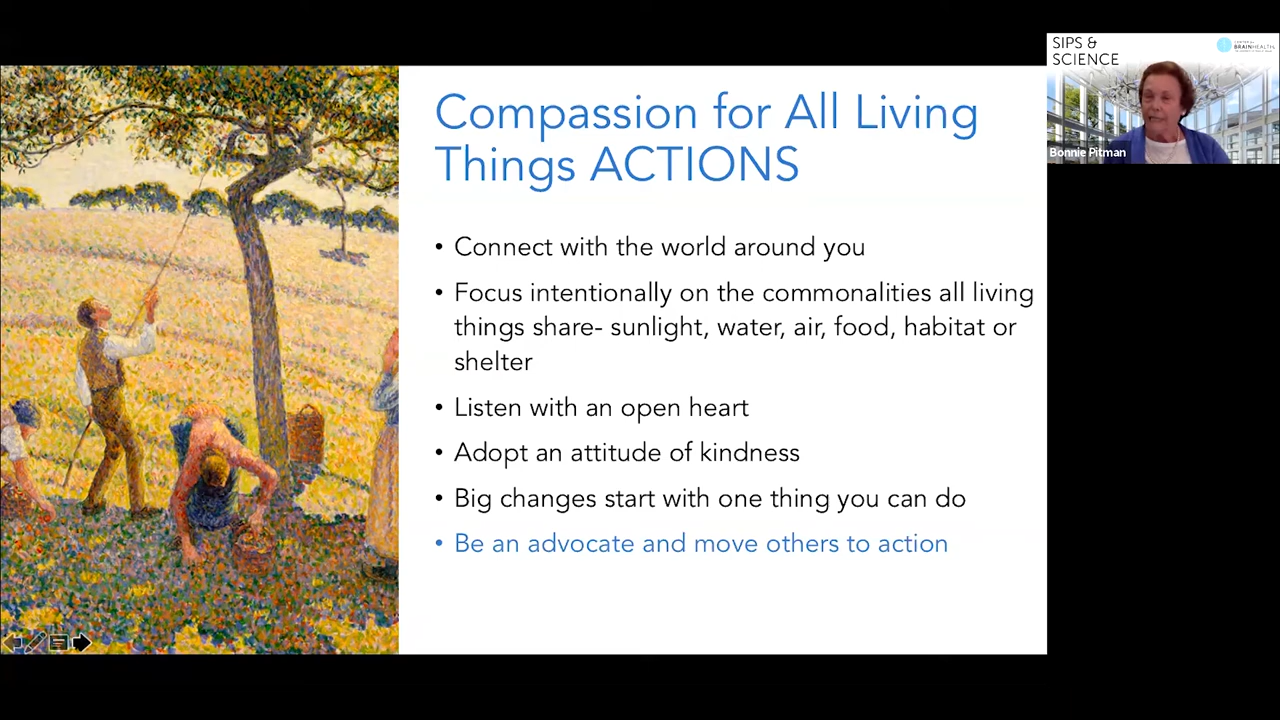 SIPS &
SCIENCE
CENTER for
BRAINHEALTH
Bonnie Pitman
Compassion for All Living
Things ACTIONS
• Connect with the world around you
• Focus intentionally on the commonalities all living
things share- sunlight, water, air, food, habitat or
shelter
• Listen with an open heart
• Adopt an attitude of kindness
• Big changes start with one thing you can do
• Be an advocate and move others to action